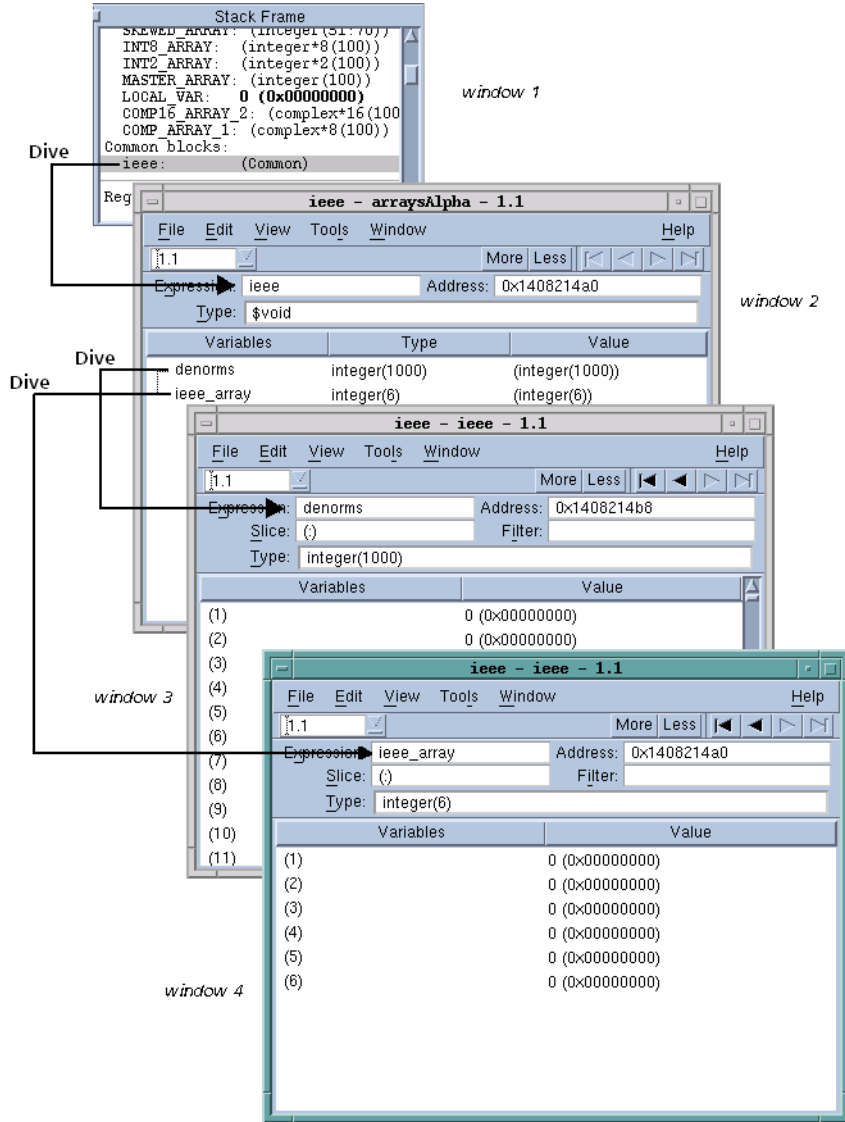 Stack Frame
SKEWED_ARRAY: (integer(51:70))
INT8_ARRAY: (integer*8(100))
INT2_ARRAY: (integer*2(100))
MASTER_ARRAY: (integer(100))
LOCAL_VAR: 0 (0x00000000)
COMP16_ARRAY_2: (complex*16(100
COMP_ARRAY_1: (complex*8(100))
Common blocks:
ieee: (Common)
Reg
window 1
Dive
ieee - arraysAlpha - 1.1
File Edit View Tools Window Help
1.1 More Less
Expression: ieee Address: 0x1408214a0
Type: $void
window 2
Variables Type Value
denorms integer(1000) (integer(1000))
ieee_array integer(6) (integer(6))
Dive
Dive
ieee - ieee - 1.1
File Edit View Tools Window Help
1.1 More Less
Expression: denorms Address: 0x1408214b8
Slice: (:) Filter:
Type: integer(1000)
Variables Value
(1) 0 (0x00000000)
(2) 0 (0x00000000)
(3)
(4)
(5)
(6)
(7)
(8)
(9)
(10)
(11)
window 3
ieee - ieee - 1.1
File Edit View Tools Window Help
1.1 More Less
Expression: ieee_array Address: 0x1408214a0
Slice: (:) Filter:
Type: integer(6)
Variables Value
(1) 0 (0x00000000)
(2) 0 (0x00000000)
(3) 0 (0x00000000)
(4) 0 (0x00000000)
(5) 0 (0x00000000)
(6) 0 (0x00000000)
window 4